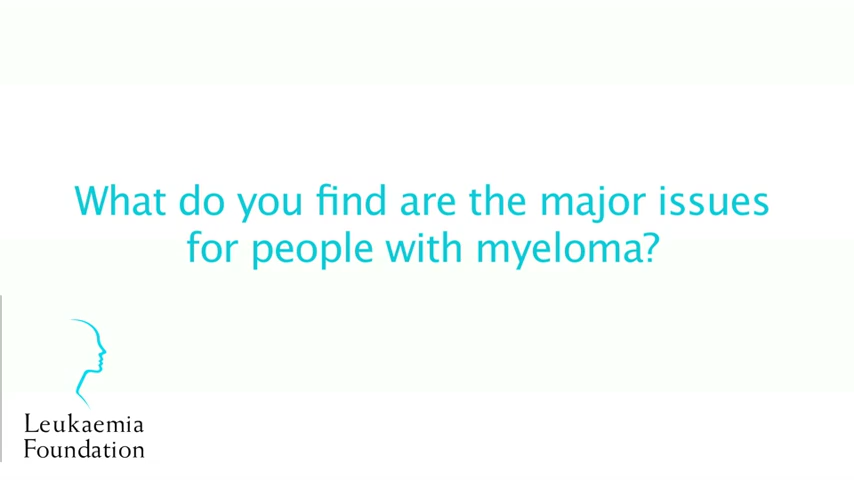 What do you find are the major issues
for people with myeloma?
Leukaemia
Foundation